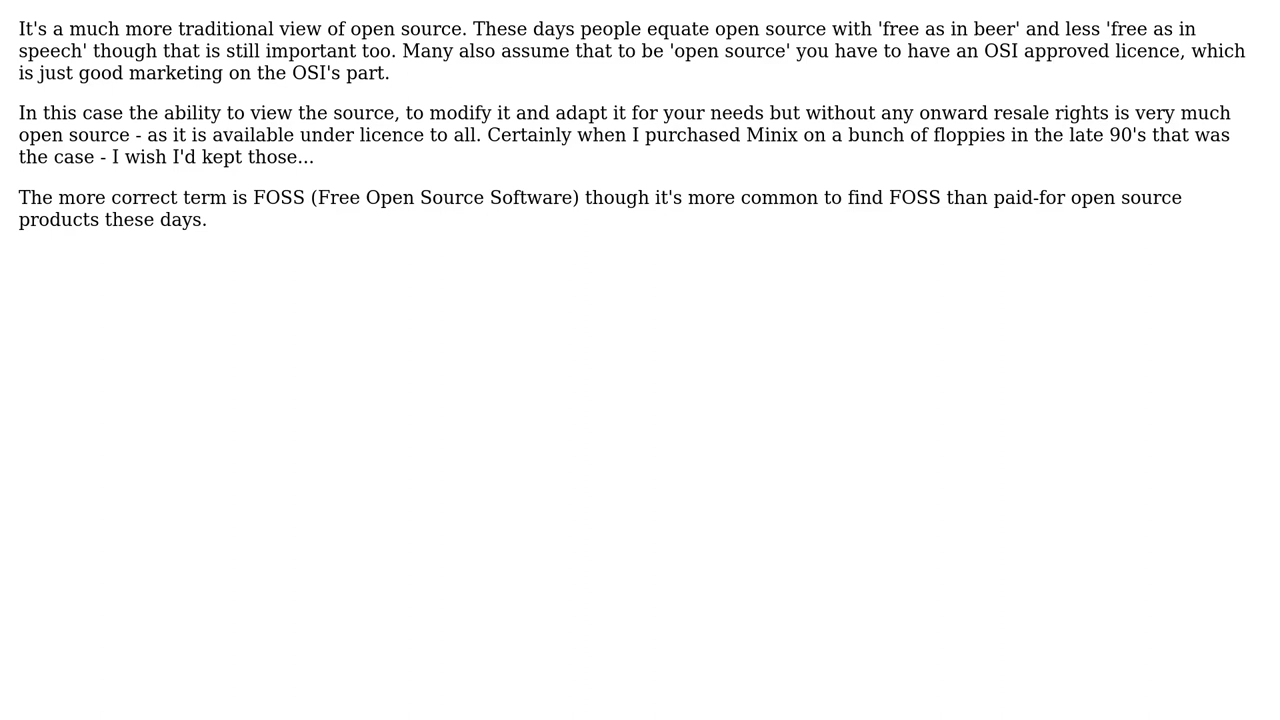 It's a much more traditional view of open source. These days people equate open source with 'free as in beer' and less 'free as in
speech' though that is still important too. Many also assume that to be 'open source' you have to have an OSI approved licence, which
is just good marketing on the OSI's part.
In this case the ability to view the source, to modify it and adapt it for your needs but without any onward resale rights is very much
open source - as it is available under licence to all. Certainly when I purchased Minix on a bunch of floppies in the late 90's that was
the case - I wish I'd kept those...
The more correct term is FOSS (Free Open Source Software) though it's more common to find FOSS than paid-for open source
products these days.